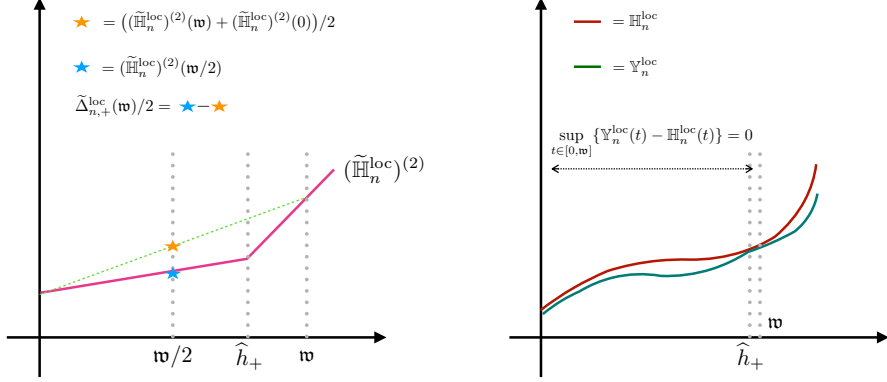 ★ = ((ℍ̃ₙˡᵒᶜ)⁽²⁾(𝔴) + (ℍ̃ₙˡᵒᶜ)⁽²⁾(0))/2
★ = (ℍ̃ₙˡᵒᶜ)⁽²⁾(𝔴/2)
Δ̃ₙ,₊ˡᵒᶜ(𝔴)/2 = ★−★
(ℍ̃ₙˡᵒᶜ)⁽²⁾
𝔴/2 ĥ₊ 𝔴
= ℍₙˡᵒᶜ
= 𝕐ₙˡᵒᶜ
sup {𝕐ₙˡᵒᶜ(t) − ℍₙˡᵒᶜ(t)} = 0
t∈[0,𝔴]
𝔴
ĥ₊